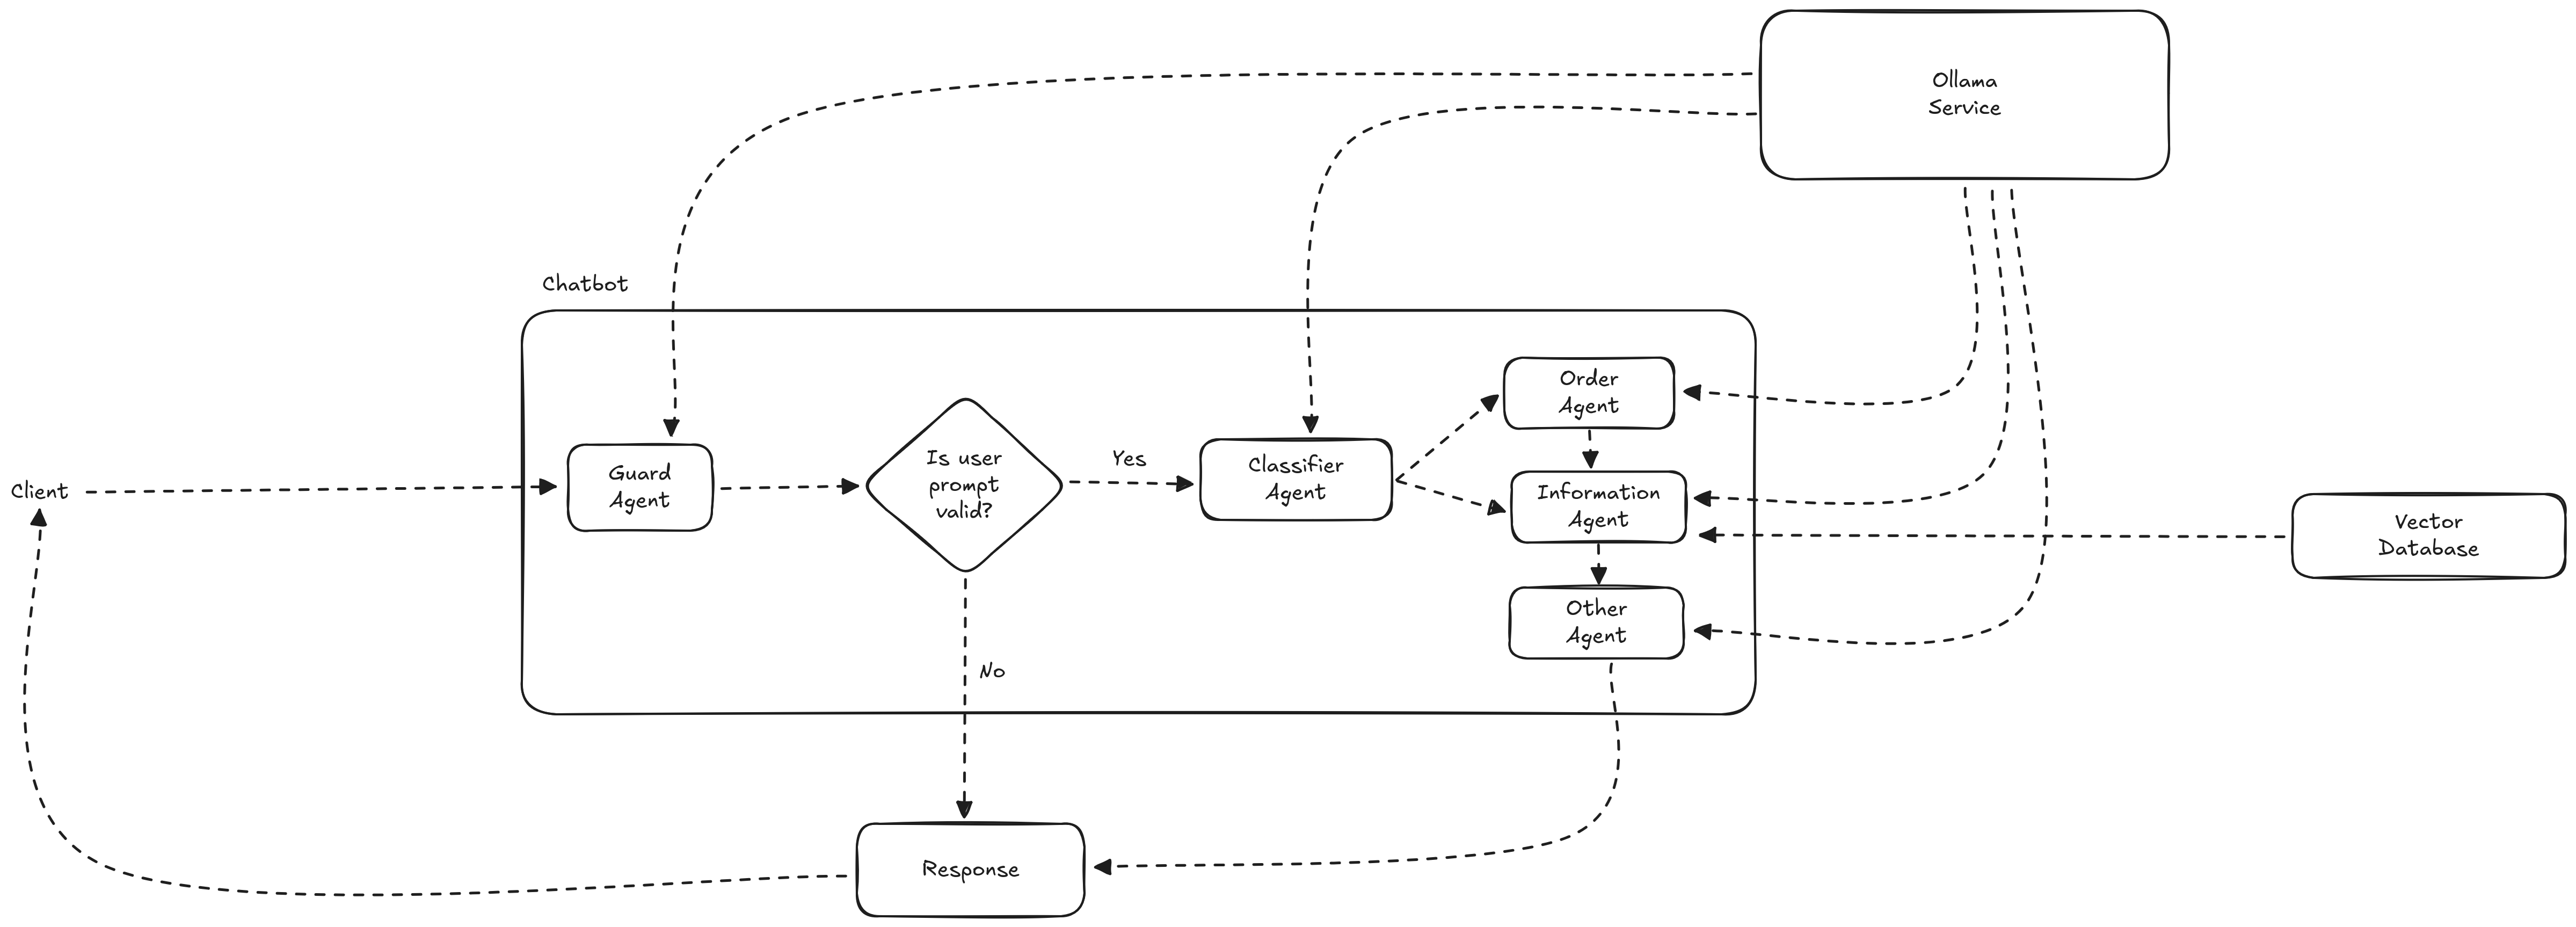 Ollama
Service
Chatbot
Client
Guard
Agent
Is user
prompt
valid?
Yes
No
Classifier
Agent
Order
Agent
Information
Agent
Other
Agent
Vector
Database
Response